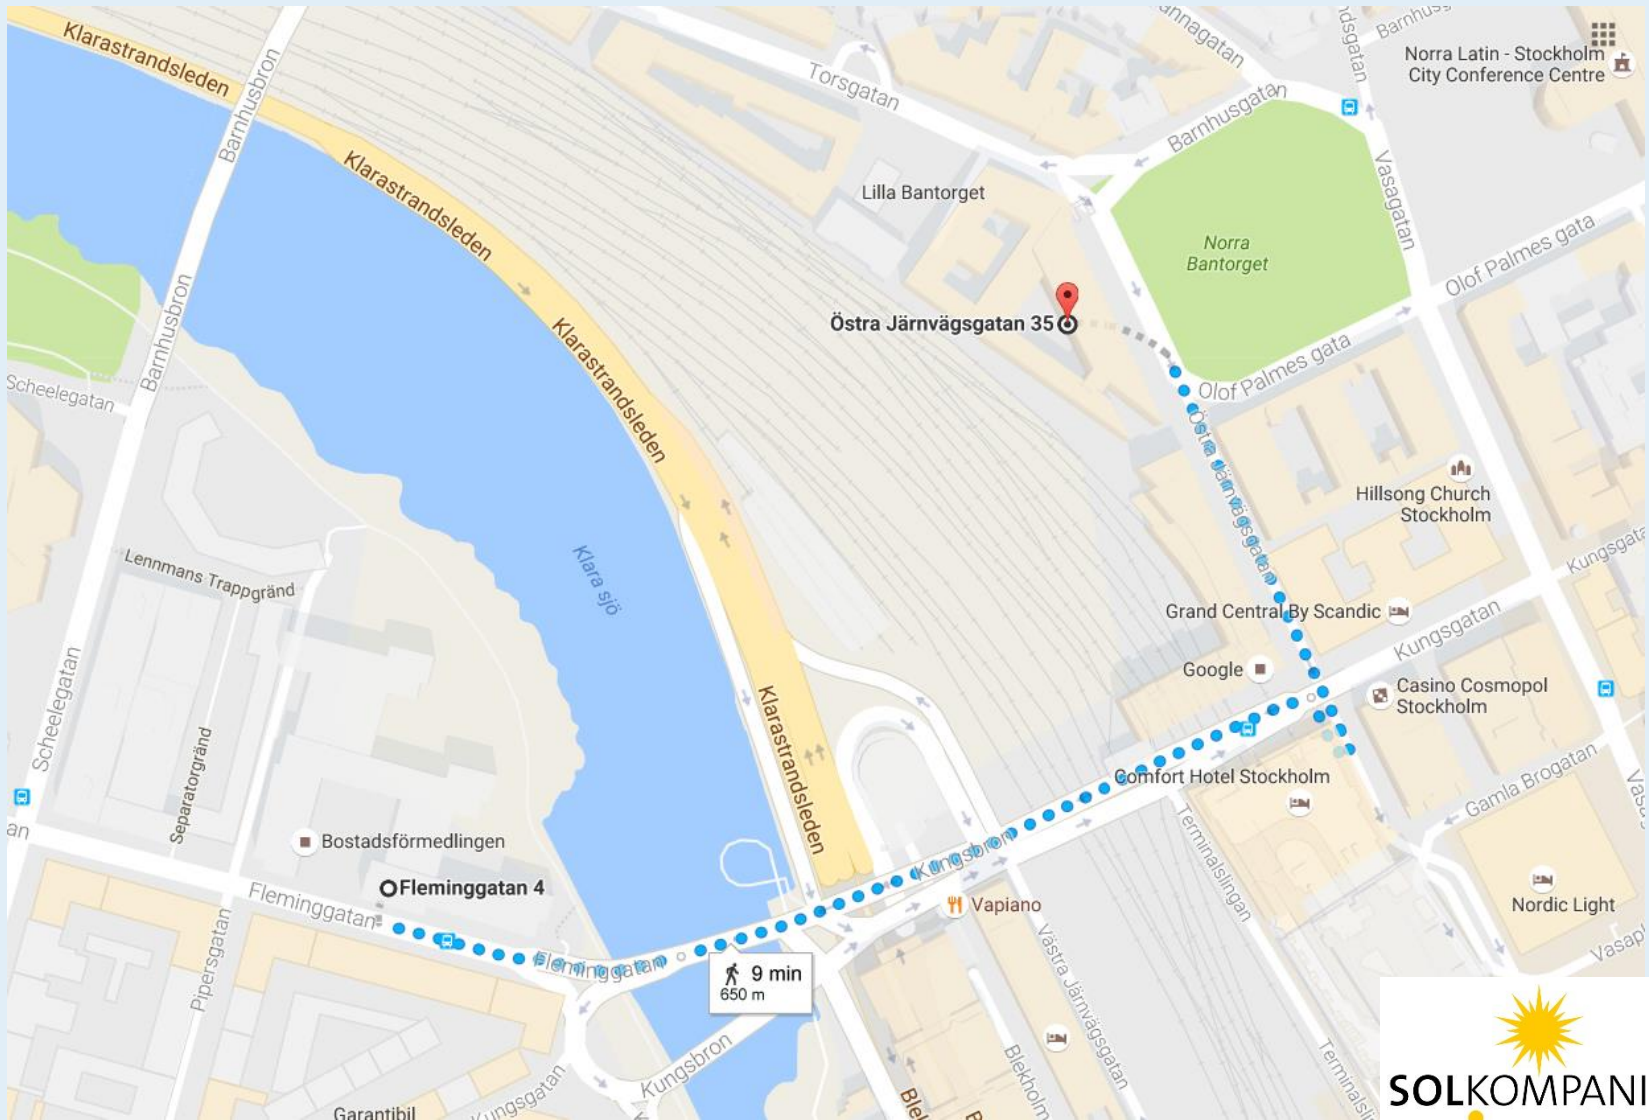 Klarastrandsleden
Barnhusbron
Torsgatan
Barnhusgatan
Norra Latin - Stockholm
City Conference Centre
Vasagatan
Lilla Bantorget
Norra
Bantorget
Olof Palmes gata
Klarastrandsleden
Östra Järnvägsgatan 35
Barnhusbron
Klarastrandsleden
Olof Palmes gata
Scheelegatan
Östra Järnvägsgatan
Hillsong Church
Stockholm
Klara sjö
Lennmans Trappgränd
Grand Central By Scandic
Kungsgatan
Google
Casino Cosmopol
Stockholm
Scheelegatan
Separatorgränd
Klarastrandsleden
Comfort Hotel Stockholm
Gamla Brogatan
Bostadsförmedlingen
Kungsbron
Terminalslingan
Fleminggatan 4
Fleminggatan
Vapiano
Nordic Light
Pipersgatan
Fleminggatan
9 min
650 m
Västra Järnvägsgatan
Kungsbron
Garantibil
SOLKOMPANI